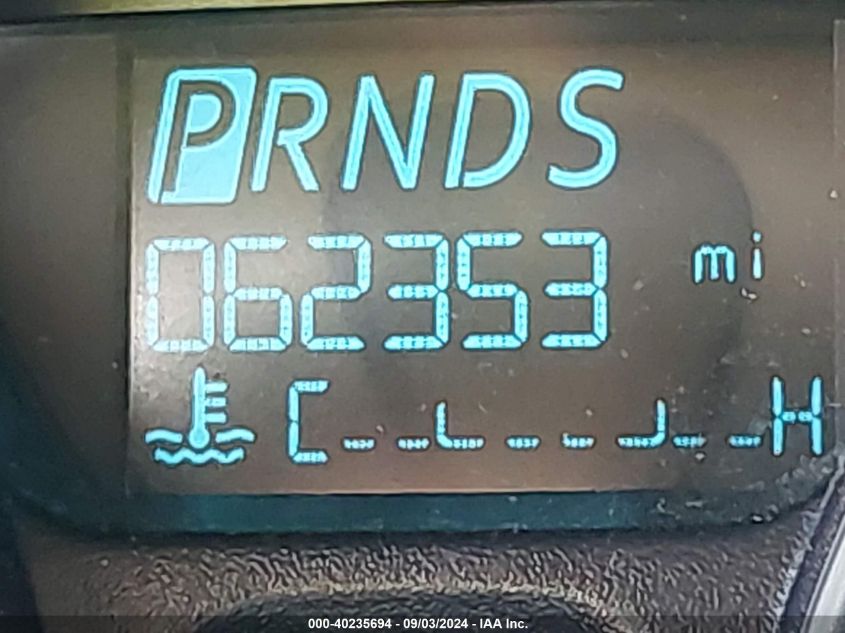 PRNDS
062353 mi
C H
000-40235694 - 09/03/2024 - IAA Inc.